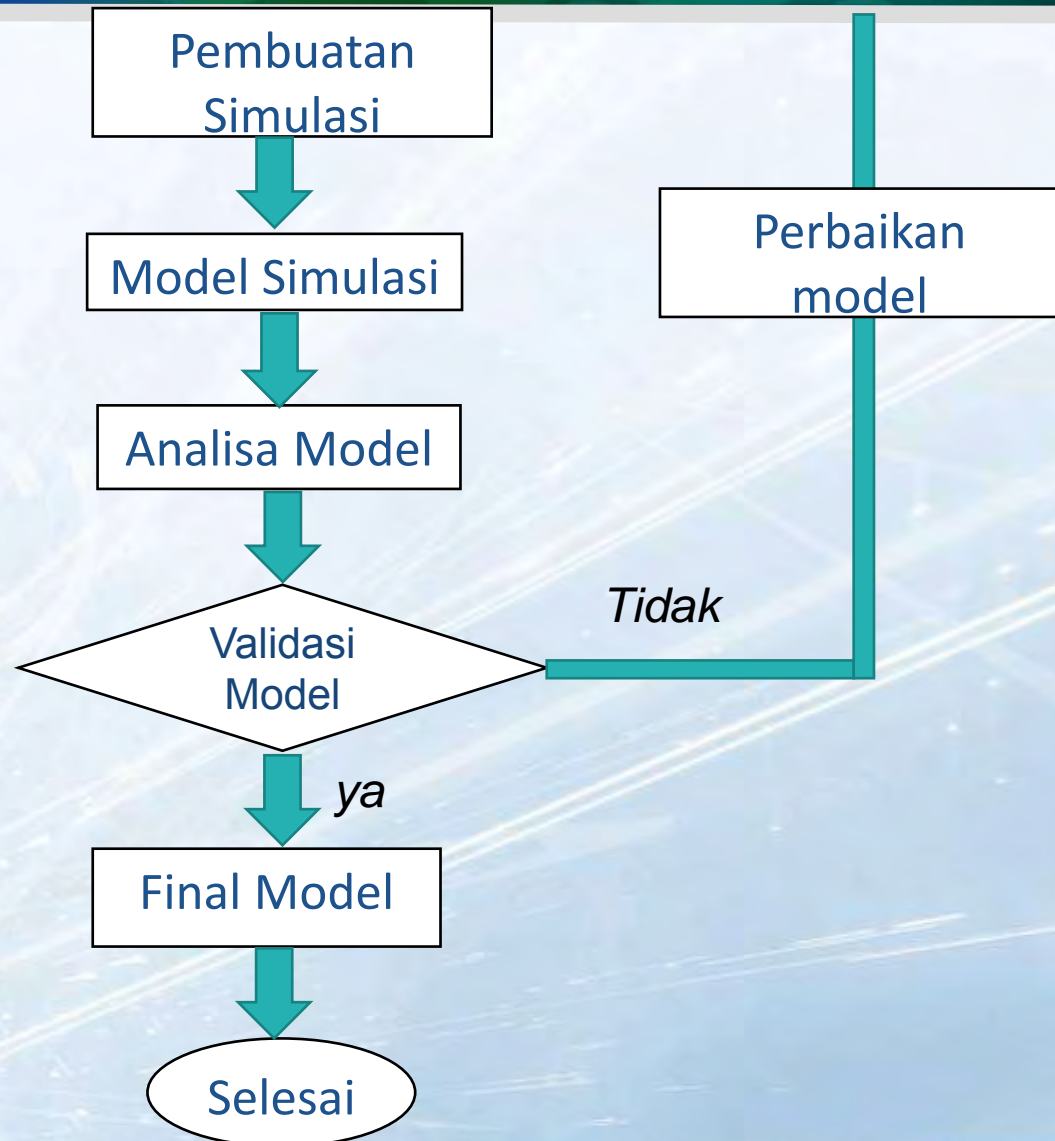 Pembuatan
Simulasi
Model Simulasi
Analisa Model
Validasi
Model
Tidak
Perbaikan
model
ya
Final Model
Selesai